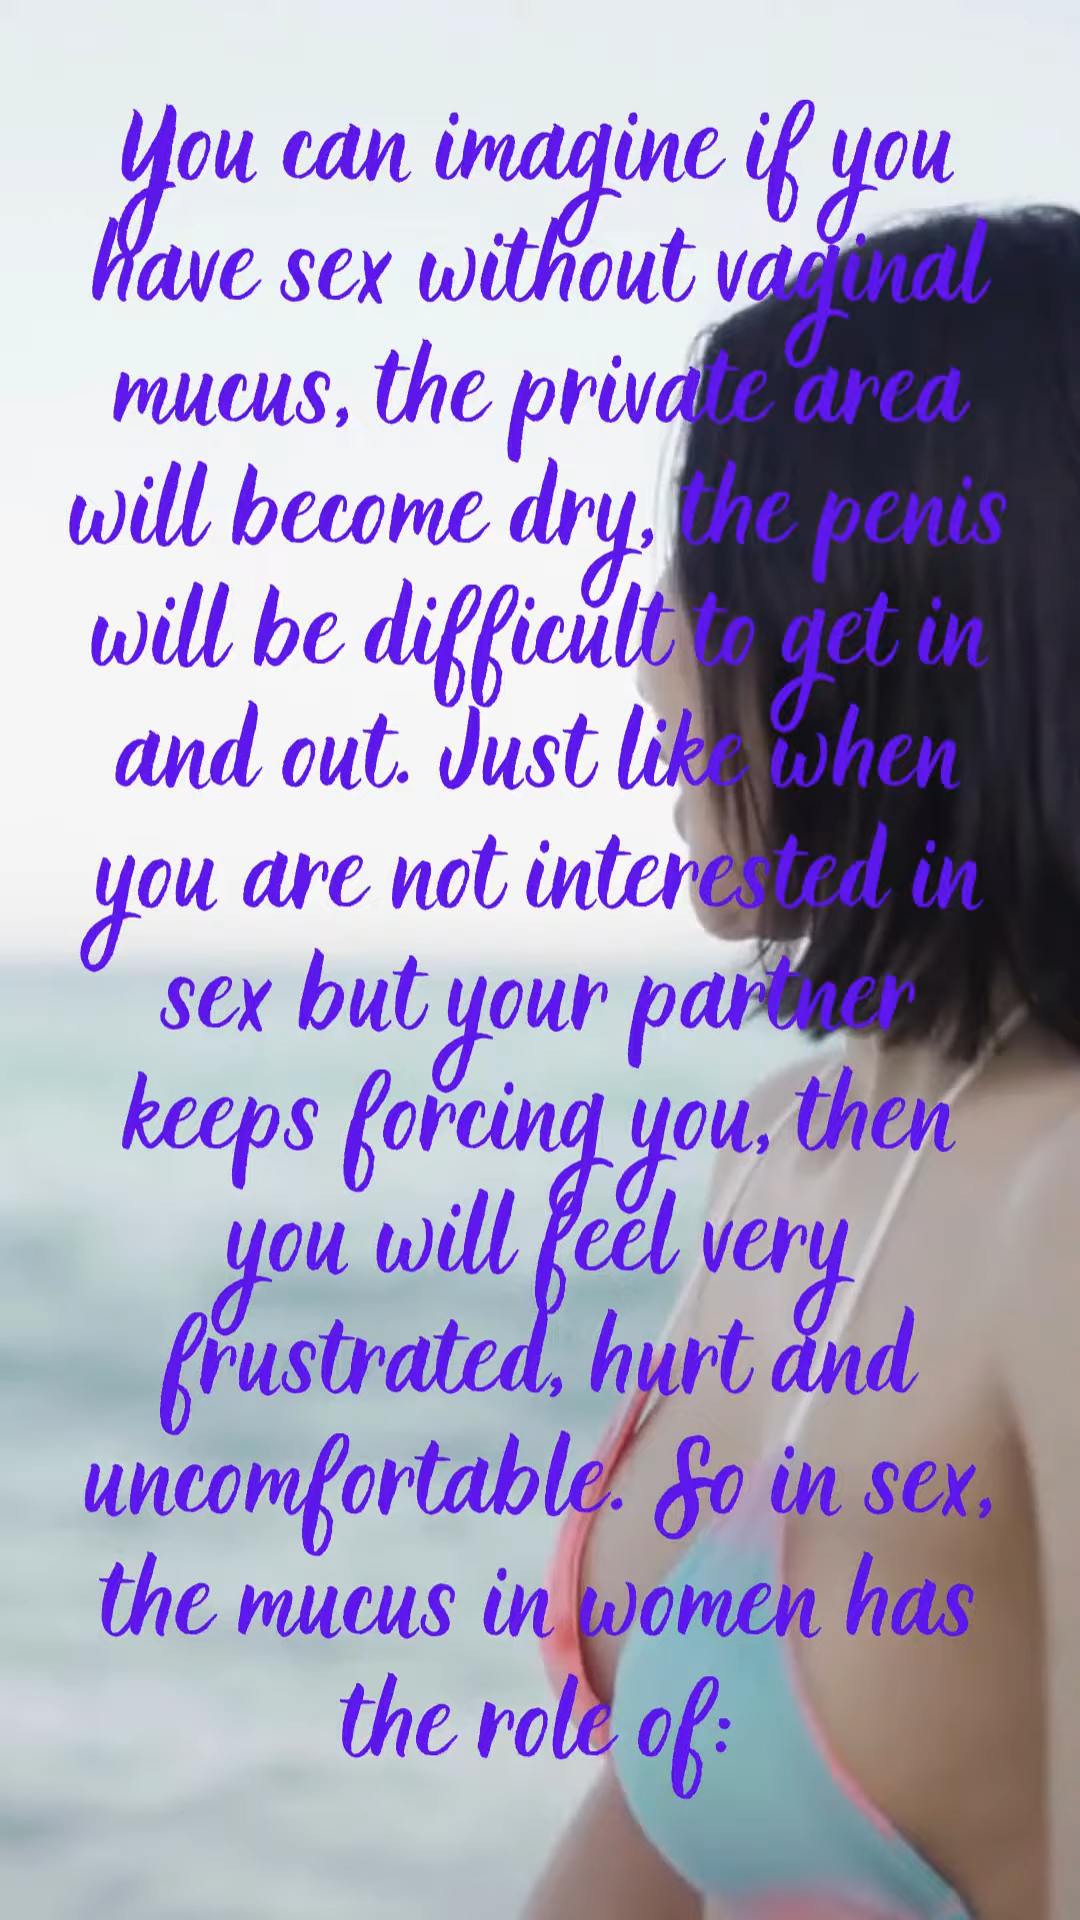 You can imagine if you
have sex without vaginal
mucus, the private area
will become dry, the penis
will be difficult to get in
and out. Just like when
you are not interested in
sex but your partner
keeps forcing you, then
you will feel very
frustrated, hurt and
uncomfortable. So in sex,
the mucus in women has
the role of: